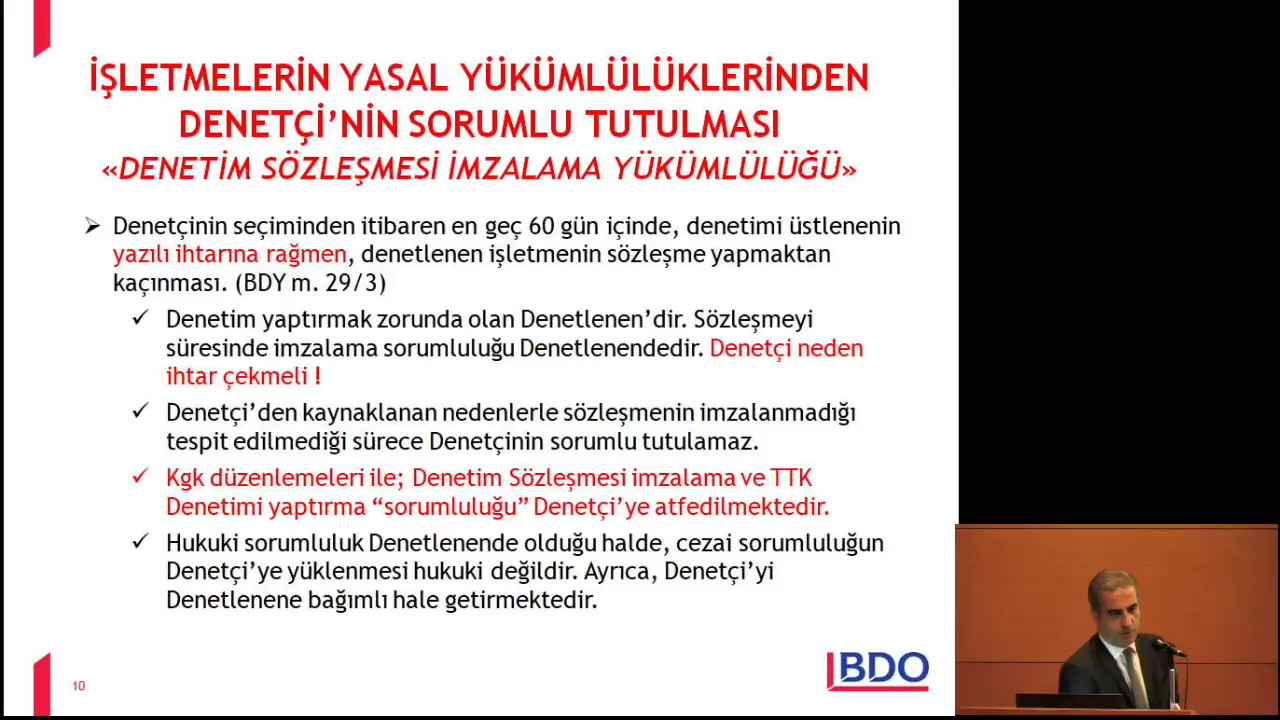 İŞLETMELERİN YASAL YÜKÜMLÜLÜKLERİNDEN
DENETÇİ’NİN SORUMLU TUTULMASI
«DENETİM SÖZLEŞMESİ İMZALAMA YÜKÜMLÜLÜĞÜ»
➢ Denetçinin seçiminden itibaren en geç 60 gün içinde, denetimi üstlenenin
yazılı ihtarına rağmen, denetlenen işletmenin sözleşme yapmaktan
kaçınması. (BDY m. 29/3)
✓ Denetim yaptırmak zorunda olan Denetlenen’dir. Sözleşmeyi
süresinde imzalama sorumluluğu Denetlenendedir. Denetçi neden
ihtar çekmeli !
✓ Denetçi’den kaynaklanan nedenlerle sözleşmenin imzalanmadığı
tespit edilmediği sürece Denetçinin sorumlu tutulamaz.
✓ Kgk düzenlemeleri ile; Denetim Sözleşmesi imzalama ve TTK
Denetimi yaptırma “sorumluluğu” Denetçi’ye atfedilmektedir.
✓ Hukuki sorumluluk Denetlenende olduğu halde, cezai sorumluluğun
Denetçi’ye yüklenmesi hukuki değildir. Ayrıca, Denetçi’yi
Denetlenene bağımlı hale getirmektedir.
10
BDO